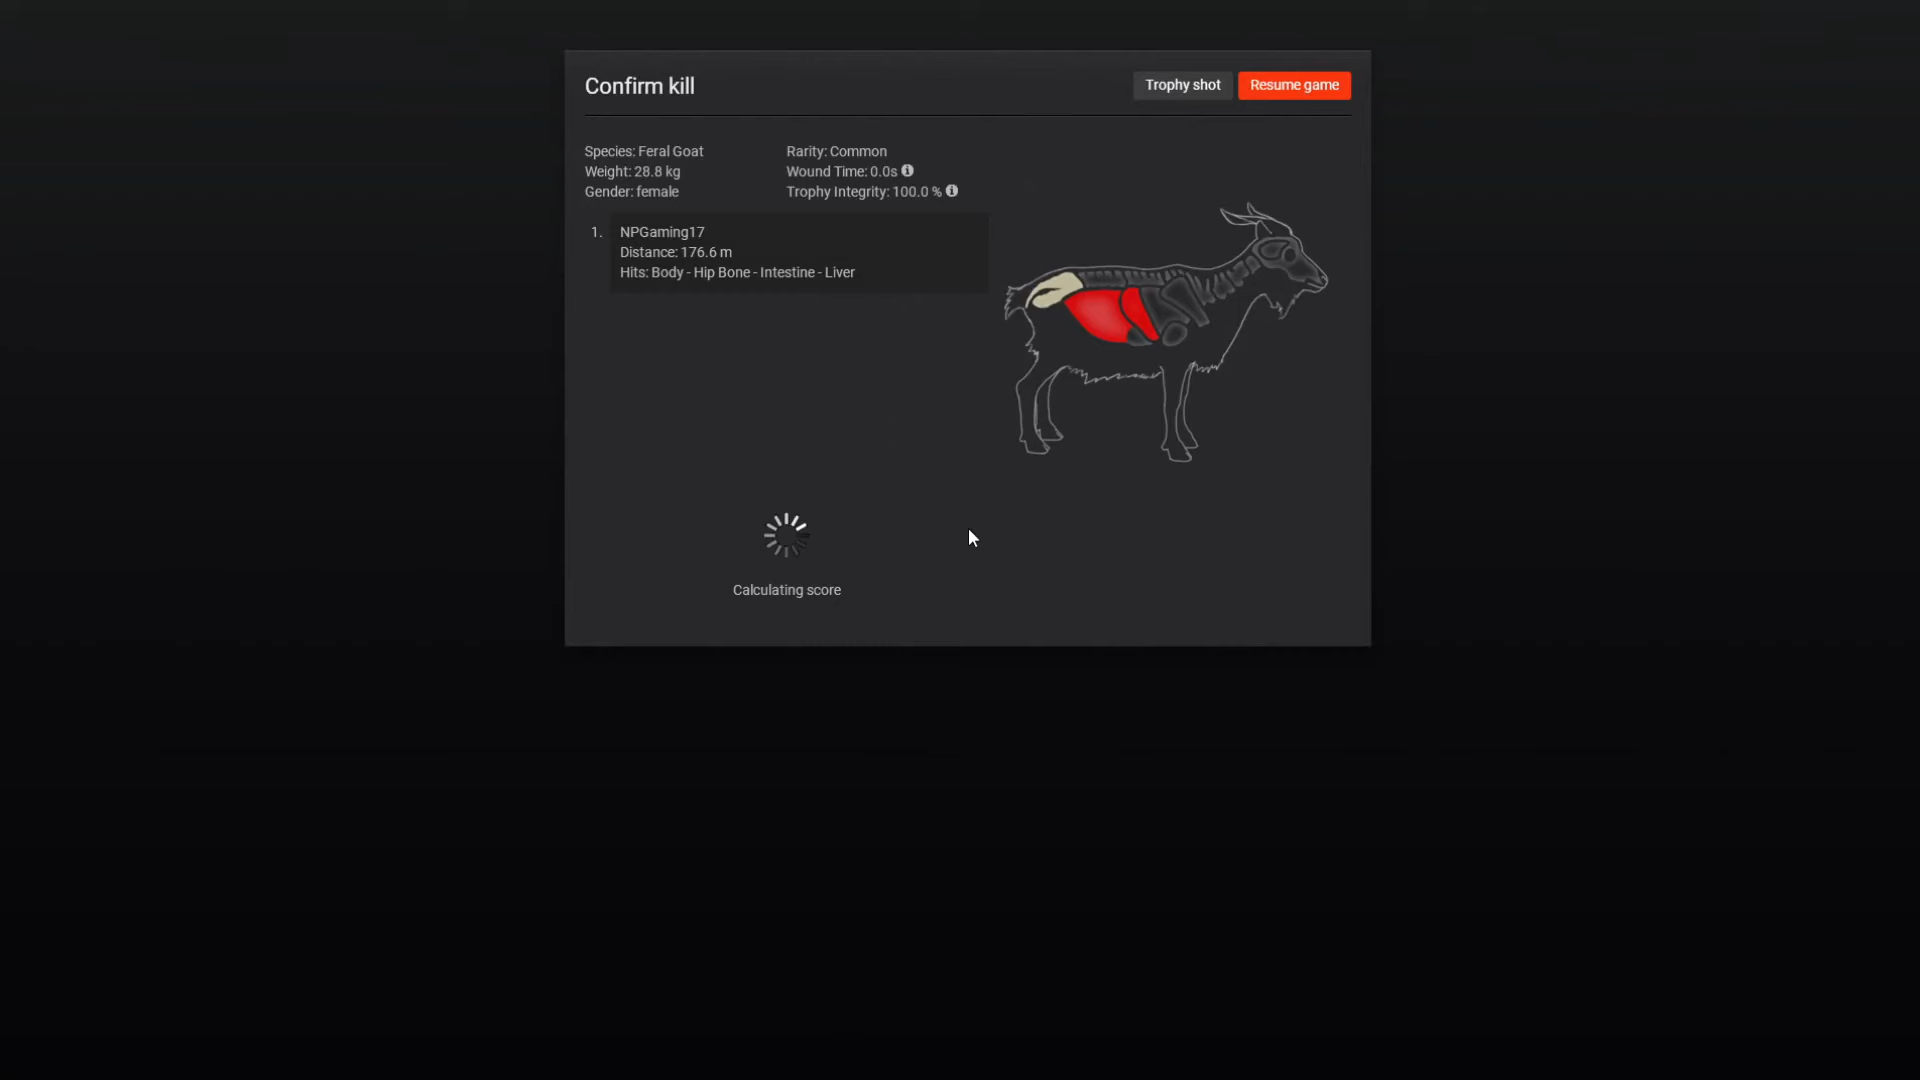 Confirm kill
Trophy shot
Resume game
Species: Feral Goat
Weight: 28.8 kg
Gender: female
Rarity: Common
Wound Time: 0.0s
Trophy Integrity: 100.0 %
1.
NPGaming17
Distance: 176.6 m
Hits: Body - Hip Bone - Intestine - Liver
Calculating score